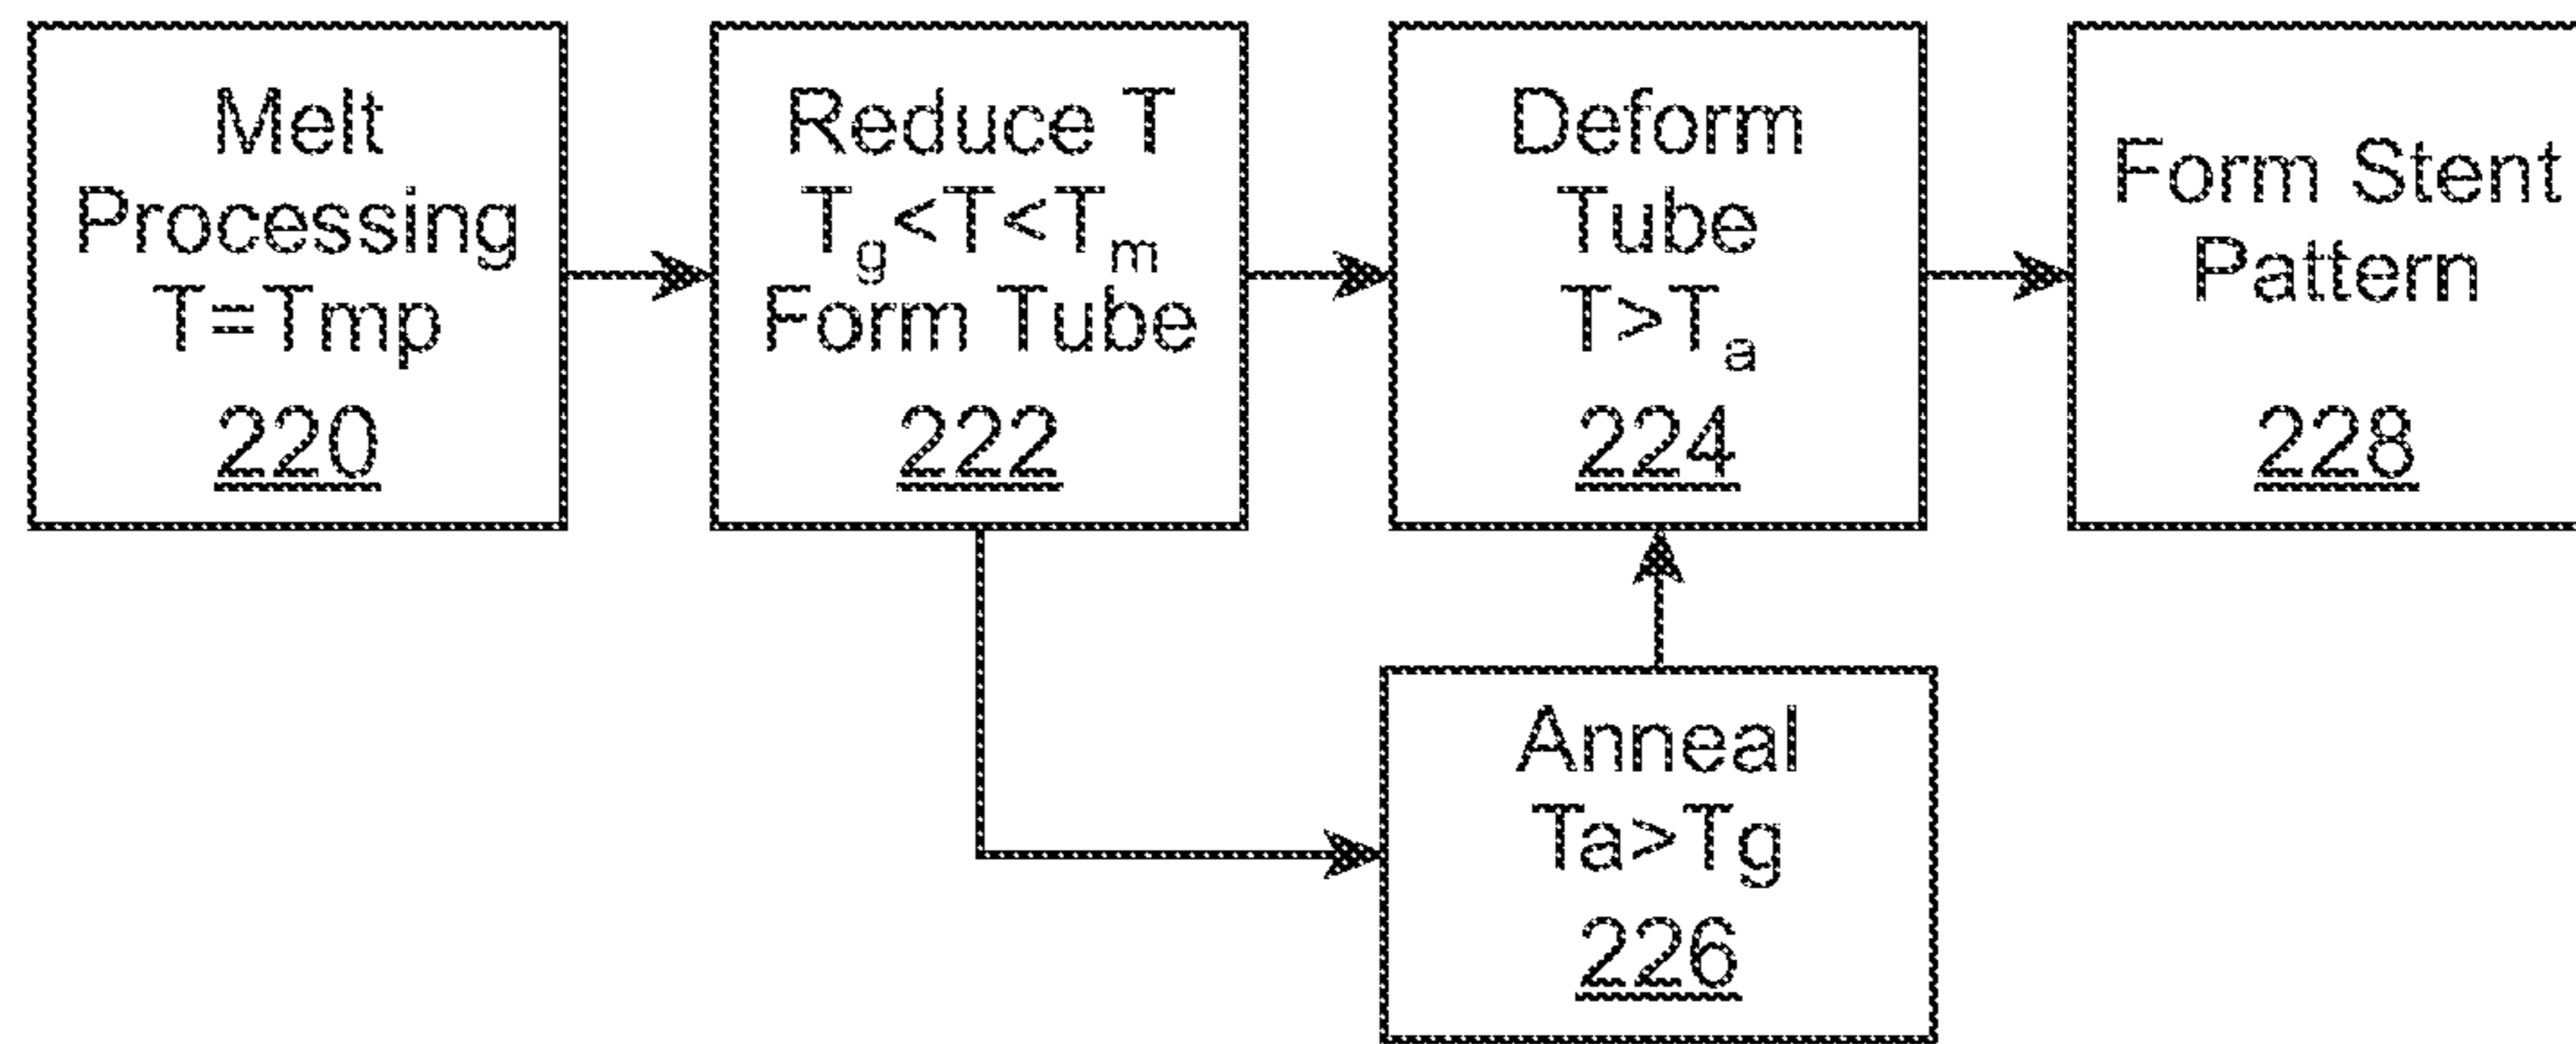 Melt
Processing
T=Tmp
220
Reduce T
Tg<T<Tm
Form Tube
222
Deform
Tube
T>Ta
224
Form Stent
Pattern
228
Anneal
Ta>Tg
226